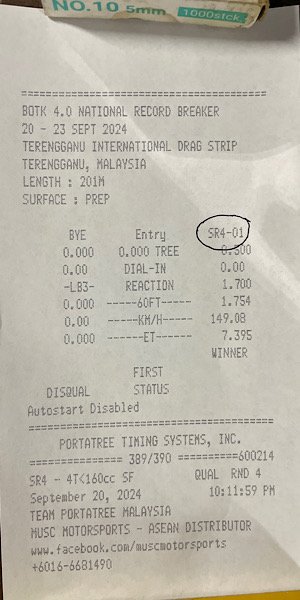 NO.10 5mm 1000stck.
=====================================
BOTK 4.0 NATIONAL RECORD BREAKER
20 - 23 SEPT 2024
TERENGGANU INTERNATIONAL DRAG STRIP
TERENGGANU, MALAYSIA
LENGTH : 201M
SURFACE : PREP
BYE Entry SR4-01
0.000 0.000 TREE 0.500
0.00 DIAL-IN 0.00
-LB3- REACTION 1.700
0.000 -----60FT----- 1.754
0.00 ------KM/H----- 149.08
0.000 ------ET------ 7.395
WINNER
FIRST
DISQUAL STATUS
Autostart Disabled
=====================================
PORTATREE TIMING SYSTEMS, INC.
============== 389/390 ==========600214
SR4 - 4T<160cc SF QUAL RND 4
September 20, 2024 10:11:59 PM
TEAM PORTATREE MALAYSIA
MUSC MOTORSPORTS - ASEAN DISTRIBUTOR
www.facebook.com/muscmotorsports
+6016-6681490